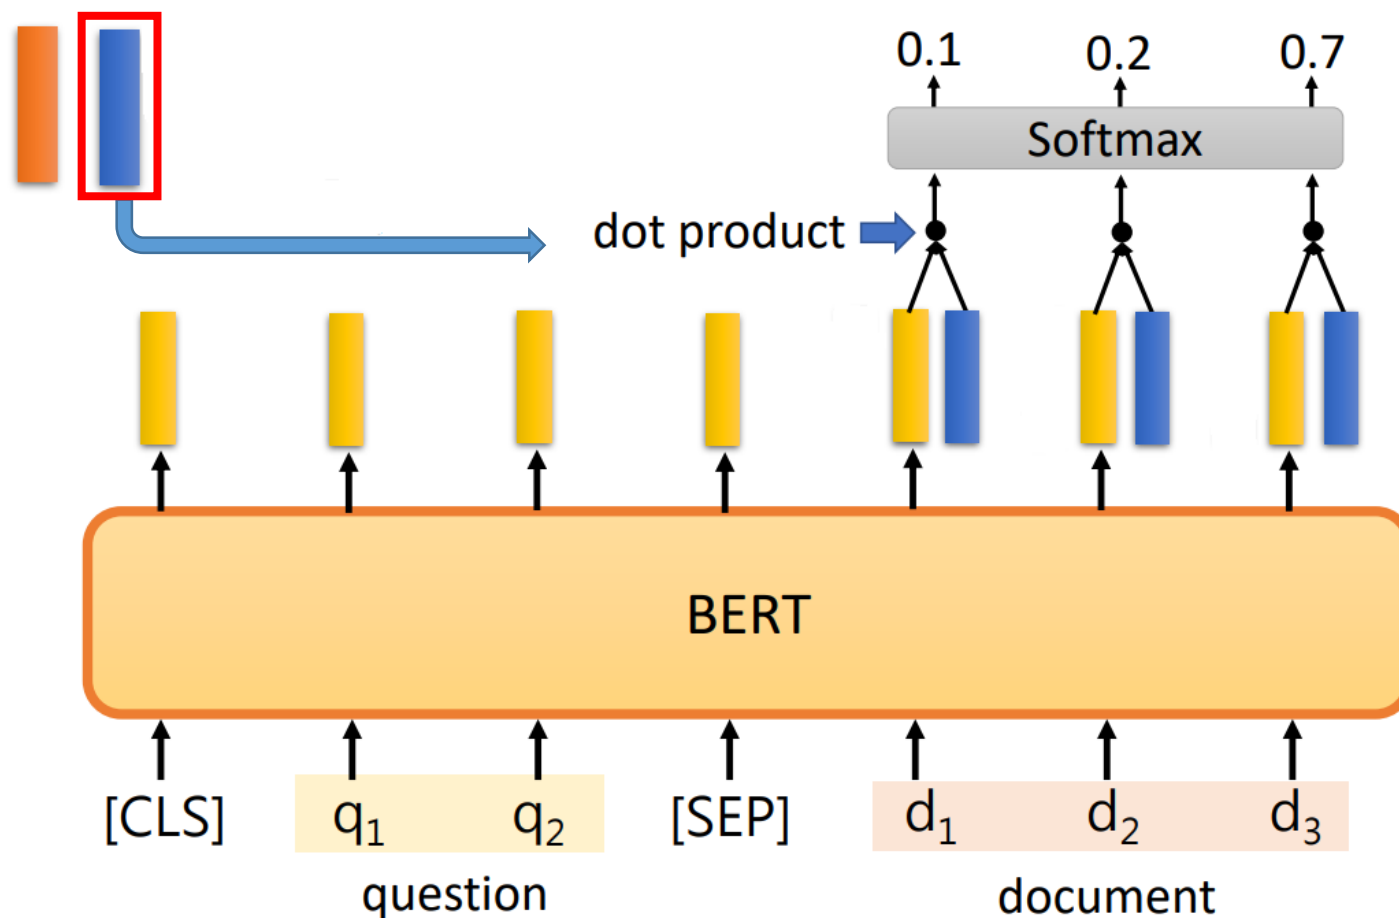 0.1 0.2 0.7
Softmax
dot product
BERT
[CLS] q₁ q₂ [SEP] d₁ d₂ d₃
question document